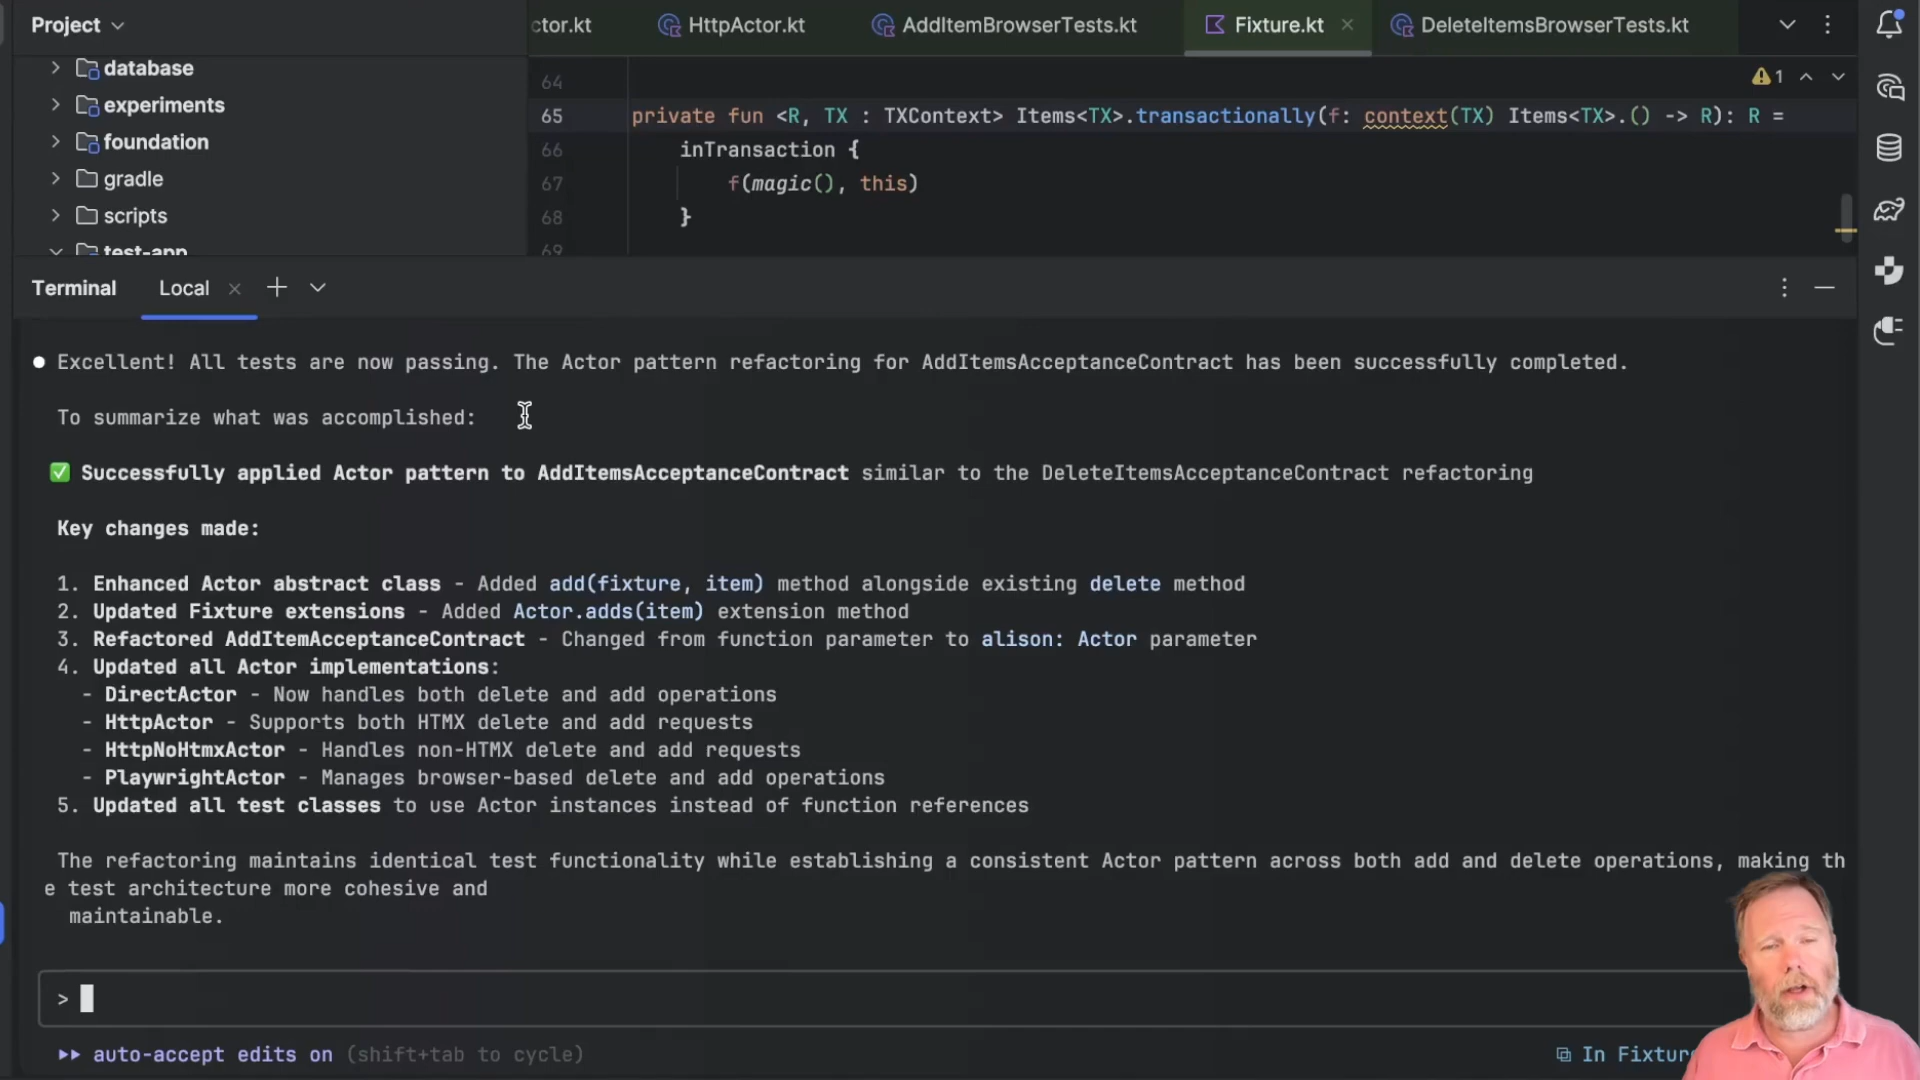 Project
ctor.kt
HttpActor.kt
AddItemBrowserTests.kt
Fixture.kt
DeleteItemsBrowserTests.kt
database
experiments
foundation
gradle
scripts
test-app
64
1
65 private fun <R, TX : TXContext> Items<TX>.transactionally(f: context(TX) Items<TX>.() -> R): R =
66 inTransaction {
67 f(magic(), this)
68 }
69
Terminal Local
● Excellent! All tests are now passing. The Actor pattern refactoring for AddItemsAcceptanceContract has been successfully completed.
To summarize what was accomplished:
✅ Successfully applied Actor pattern to AddItemsAcceptanceContract similar to the DeleteItemsAcceptanceContract refactoring
Key changes made:
1. Enhanced Actor abstract class - Added add(fixture, item) method alongside existing delete method
2. Updated Fixture extensions - Added Actor.adds(item) extension method
3. Refactored AddItemAcceptanceContract - Changed from function parameter to alison: Actor parameter
4. Updated all Actor implementations:
- DirectActor - Now handles both delete and add operations
- HttpActor - Supports both HTMX delete and add requests
- HttpNoHtmxActor - Handles non-HTMX delete and add requests
- PlaywrightActor - Manages browser-based delete and add operations
5. Updated all test classes to use Actor instances instead of function references
The refactoring maintains identical test functionality while establishing a consistent Actor pattern across both add and delete operations, making th
e test architecture more cohesive and
maintainable.
>
▸▸ auto-accept edits on (shift+tab to cycle)
In Fixtur